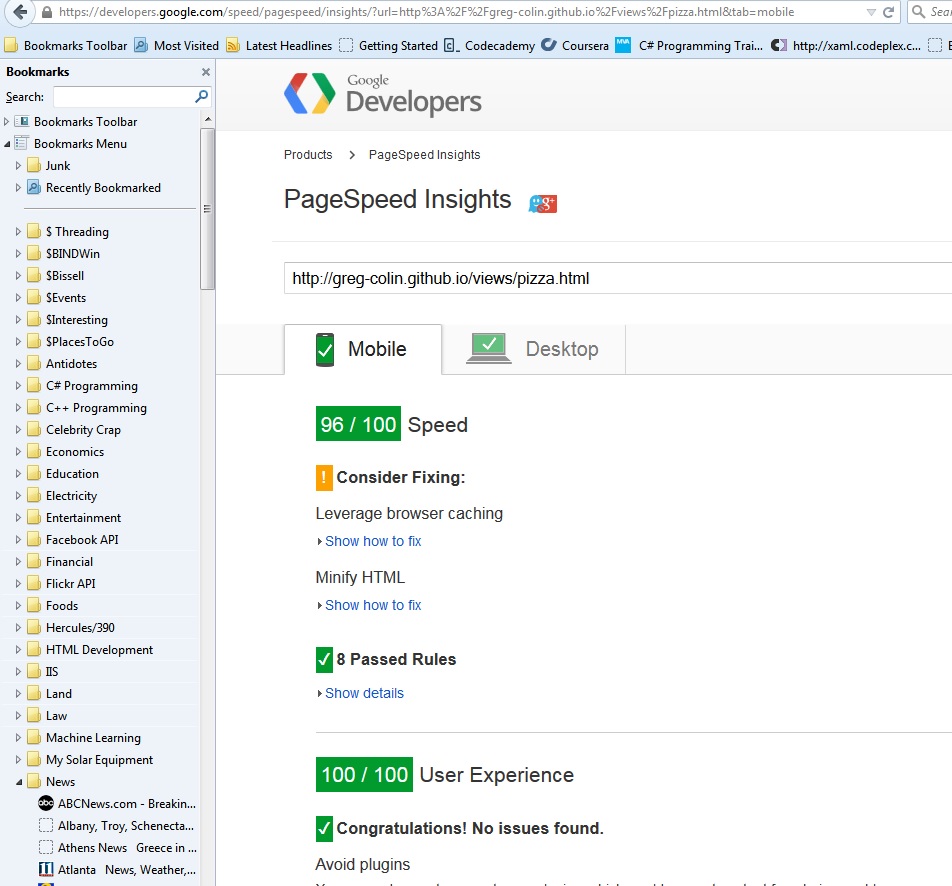 https://developers.google.com/speed/pagespeed/insights/?url=http%3A%2F%2Fgreg-colin.github.io%2Fviews%2Fpizza.html&tab=mobile
Bookmarks Toolbar Most Visited Latest Headlines Getting Started Codecademy Coursera MVA C# Programming Trai... http://xaml.codeplex.c...
Bookmarks
Search:
Bookmarks Toolbar
Bookmarks Menu
Junk
Recently Bookmarked
$ Threading
$BINDWin
$Bissell
$Events
$Interesting
$PlacesToGo
Antidotes
C# Programming
C++ Programming
Celebrity Crap
Economics
Education
Electricity
Entertainment
Facebook API
Financial
Flickr API
Foods
Hercules/390
HTML Development
IIS
Land
Law
Machine Learning
My Solar Equipment
News
abc ABCNews.com - Breakin...
Albany, Troy, Schenecta...
Athens News Greece in ...
11 Atlanta News, Weather,...
Google
Developers
Products > PageSpeed Insights
PageSpeed Insights
g+
http://greg-colin.github.io/views/pizza.html
Mobile Desktop
96 / 100 Speed
! Consider Fixing:
Leverage browser caching
Show how to fix
Minify HTML
Show how to fix
8 Passed Rules
Show details
100 / 100 User Experience
Congratulations! No issues found.
Avoid plugins